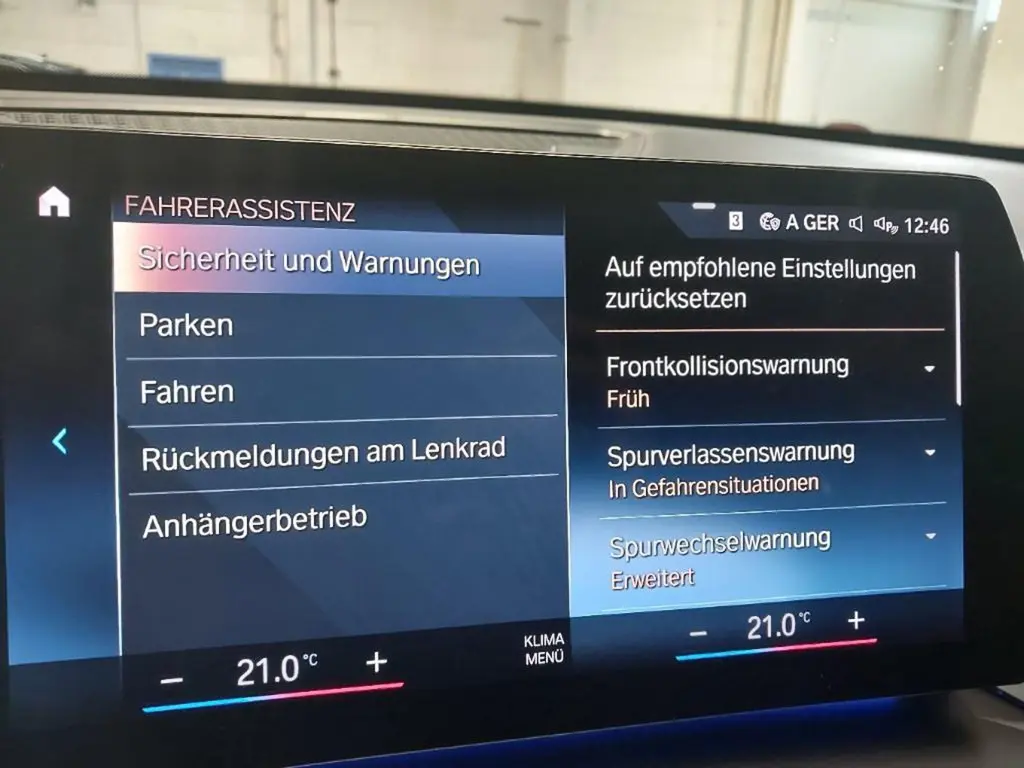 FAHRERASSISTENZ
3 A GER 12:46
Sicherheit und Warnungen
Parken
Fahren
Rückmeldungen am Lenkrad
Anhängerbetrieb
Auf empfohlene Einstellungen
zurücksetzen
Frontkollisionswarnung
Früh
Spurverlassenswarnung
In Gefahrensituationen
Spurwechselwarnung
Erweitert
− 21.0 °C +
KLIMA
MENÜ
− 21.0 °C +